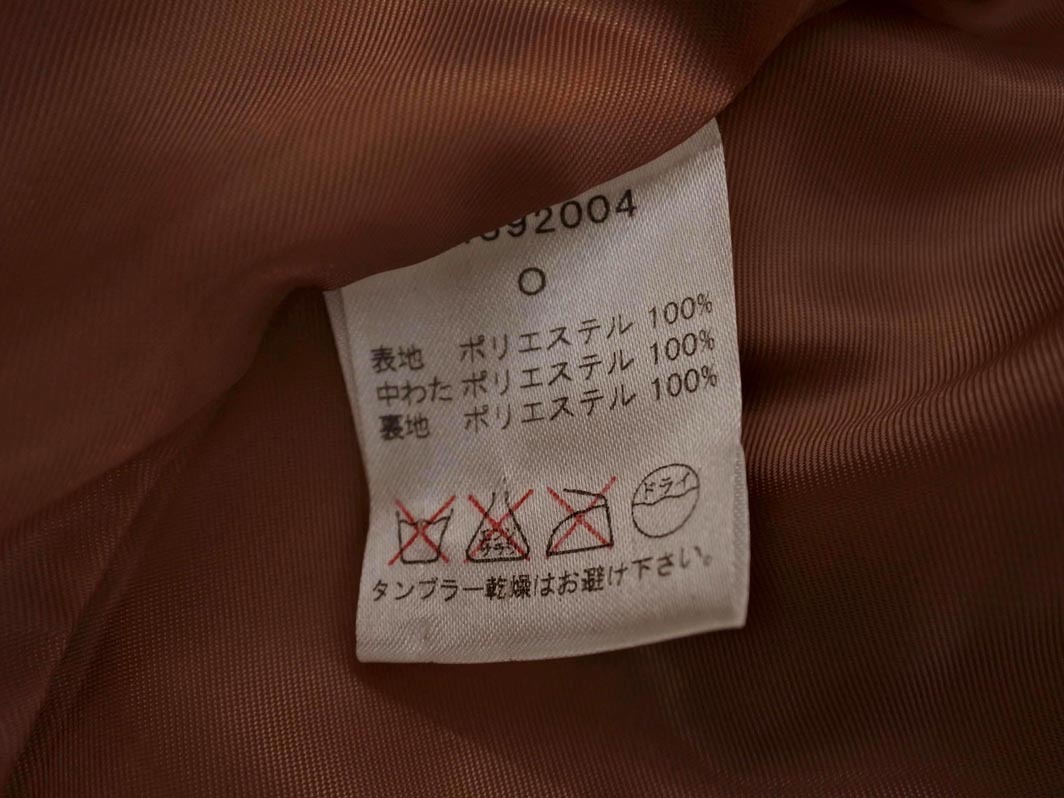 92004
O
表地 ポリエステル 100%
中わた ポリエステル 100%
裏地 ポリエステル 100%
ドライ
タンブラー乾燥はお避け下さい。